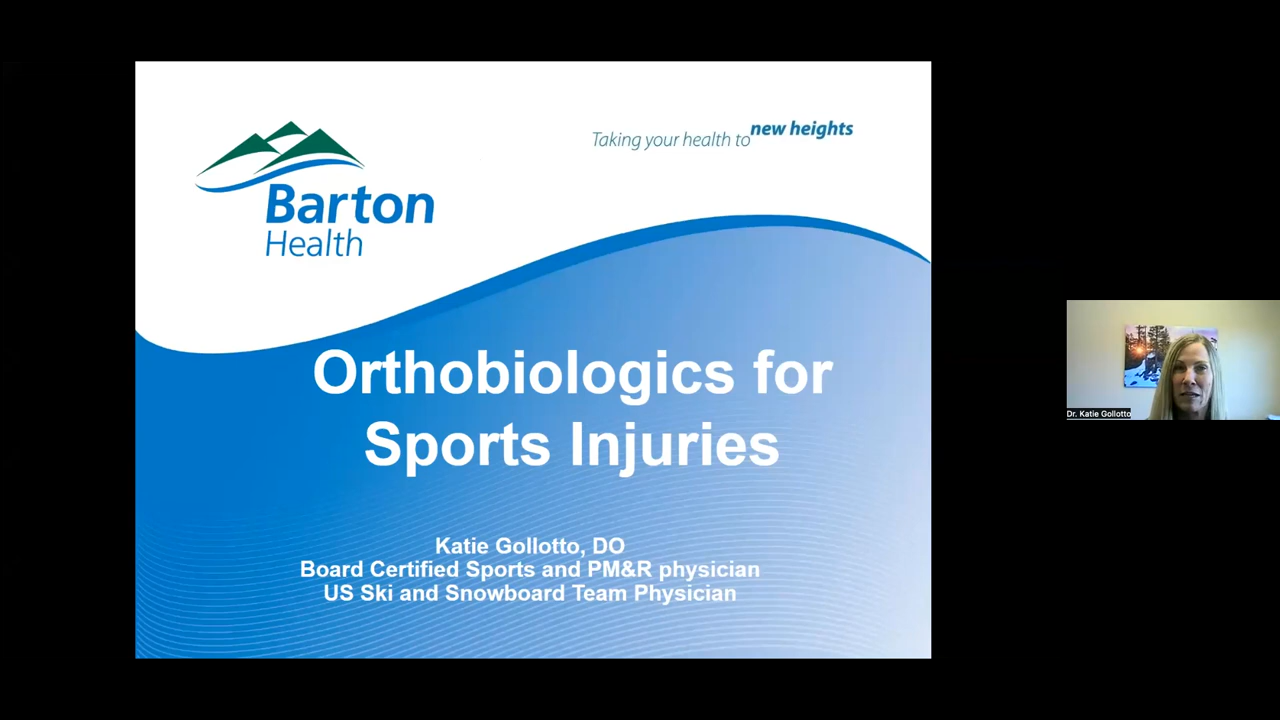 Taking your health to new heights
Barton
Health
Orthobiologics for
Sports Injuries
Katie Gollotto, DO
Board Certified Sports and PM&R physician
US Ski and Snowboard Team Physician
Dr. Katie Gollotto